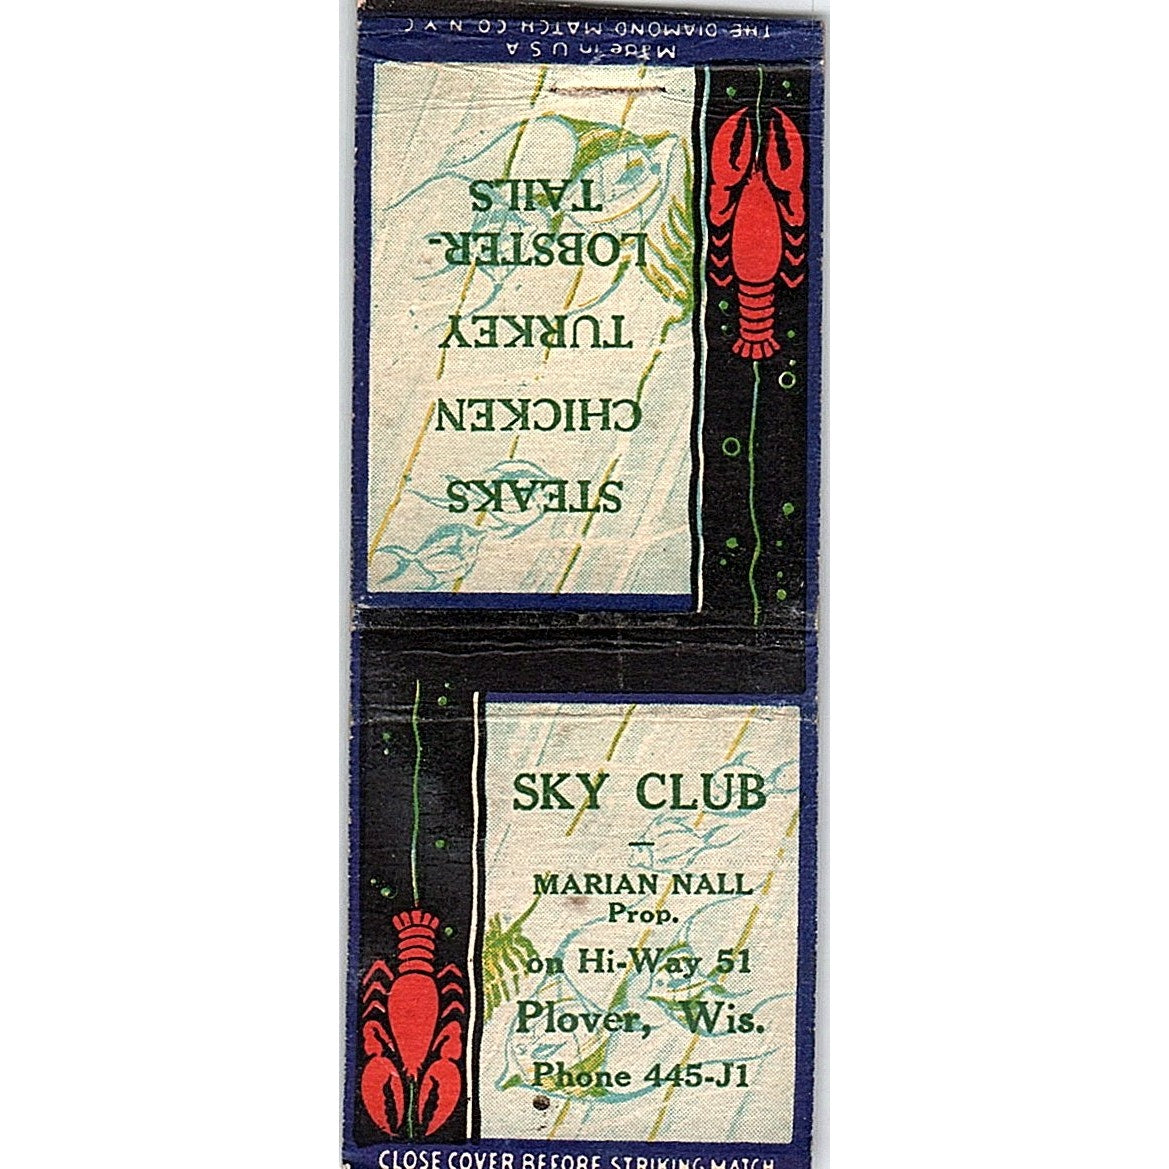 THE DIAMOND MATCH CO. N Y C
Made in U S A
STEAKS
CHICKEN
TURKEY
LOBSTER-
TAILS
SKY CLUB
—
MARIAN NALL
Prop.
on Hi-Way 51
Plover, Wis.
Phone 445-J1
CLOSE COVER BEFORE STRIKING MATCH